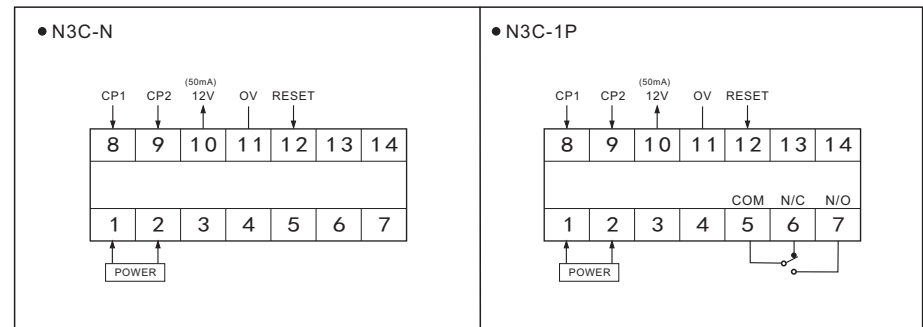 ● N3C-N
(50mA)
CP1 CP2 12V OV RESET
8 9 10 11 12 13 14
1 2 3 4 5 6 7
POWER
● N3C-1P
(50mA)
CP1 CP2 12V OV RESET
8 9 10 11 12 13 14
COM N/C N/O
1 2 3 4 5 6 7
POWER